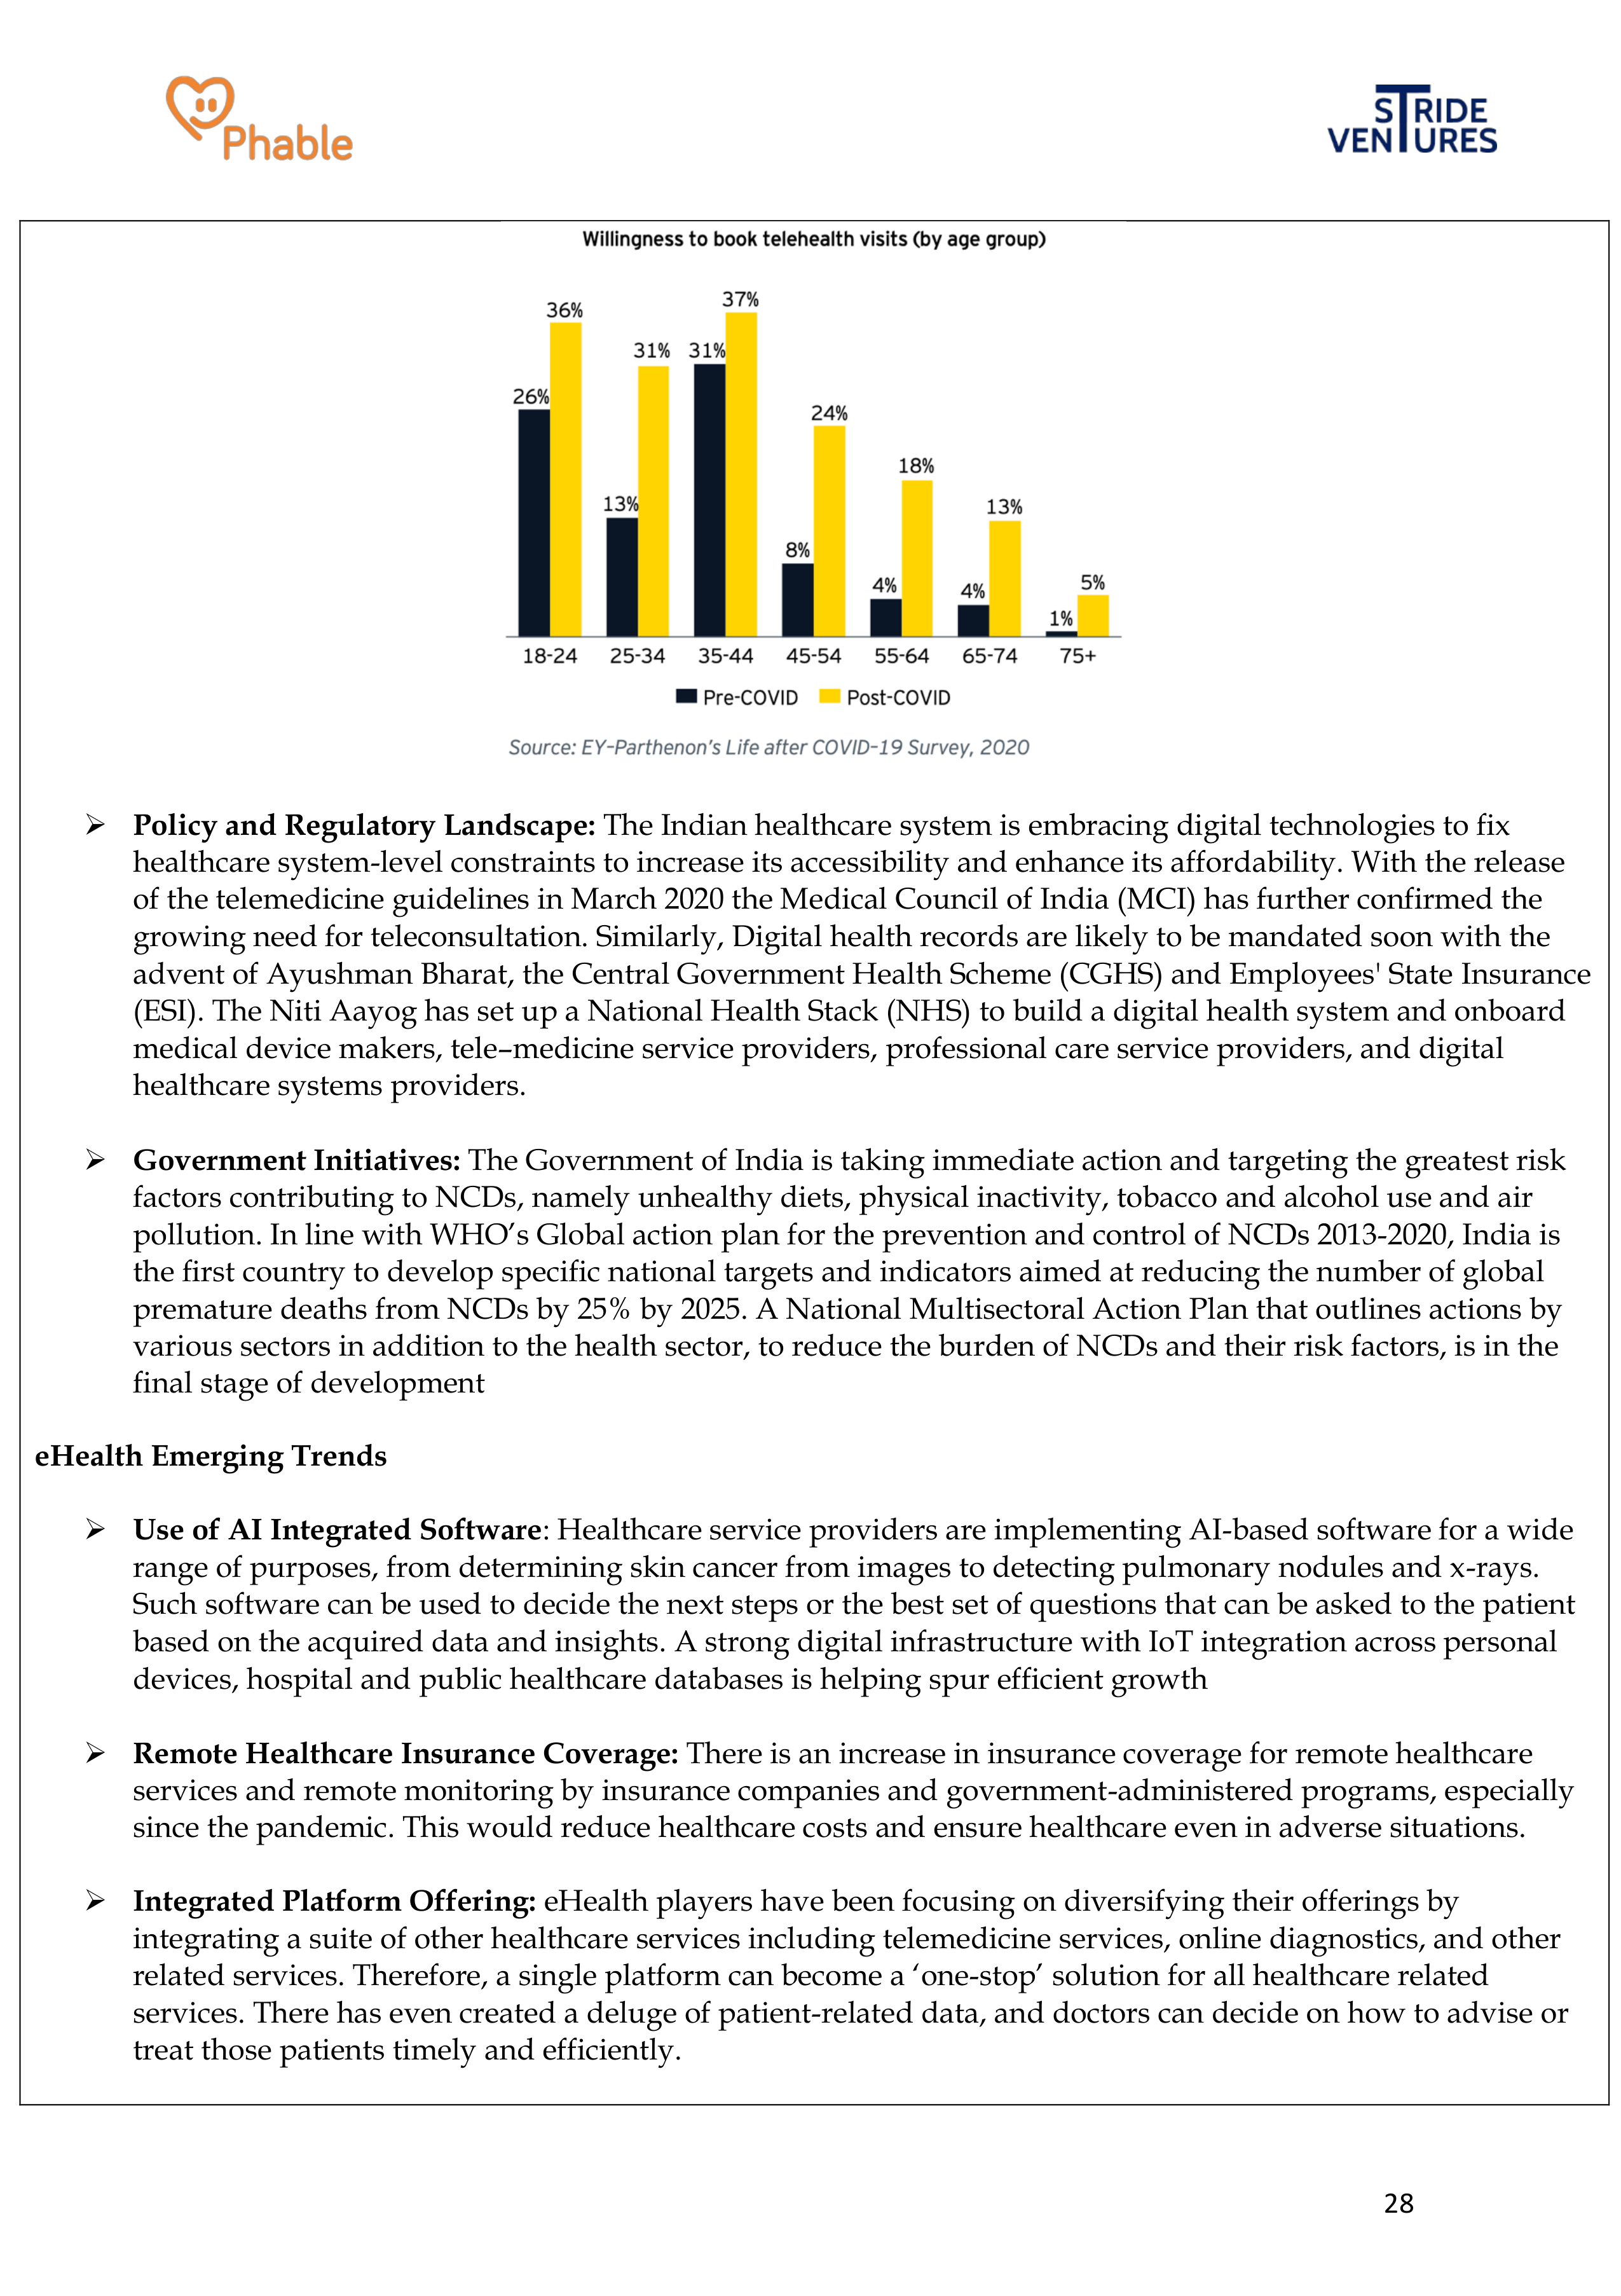 Phable
STRIDE
VENTURES
Willingness to book telehealth visits (by age group)
36%
37%
31%
31%
26%
24%
18%
13%
13%
8%
4%
4%
5%
1%
18-24 25-34 35-44 45-54 55-64 65-74 75+
Pre-COVID Post-COVID
Source: EY-Parthenon's Life after COVID-19 Survey, 2020
➢ Policy and Regulatory Landscape: The Indian healthcare system is embracing digital technologies to fix
healthcare system-level constraints to increase its accessibility and enhance its affordability. With the release
of the telemedicine guidelines in March 2020 the Medical Council of India (MCI) has further confirmed the
growing need for teleconsultation. Similarly, Digital health records are likely to be mandated soon with the
advent of Ayushman Bharat, the Central Government Health Scheme (CGHS) and Employees' State Insurance
(ESI). The Niti Aayog has set up a National Health Stack (NHS) to build a digital health system and onboard
medical device makers, tele–medicine service providers, professional care service providers, and digital
healthcare systems providers.
➢ Government Initiatives: The Government of India is taking immediate action and targeting the greatest risk
factors contributing to NCDs, namely unhealthy diets, physical inactivity, tobacco and alcohol use and air
pollution. In line with WHO’s Global action plan for the prevention and control of NCDs 2013-2020, India is
the first country to develop specific national targets and indicators aimed at reducing the number of global
premature deaths from NCDs by 25% by 2025. A National Multisectoral Action Plan that outlines actions by
various sectors in addition to the health sector, to reduce the burden of NCDs and their risk factors, is in the
final stage of development
eHealth Emerging Trends
➢ Use of AI Integrated Software: Healthcare service providers are implementing AI-based software for a wide
range of purposes, from determining skin cancer from images to detecting pulmonary nodules and x-rays.
Such software can be used to decide the next steps or the best set of questions that can be asked to the patient
based on the acquired data and insights. A strong digital infrastructure with IoT integration across personal
devices, hospital and public healthcare databases is helping spur efficient growth
➢ Remote Healthcare Insurance Coverage: There is an increase in insurance coverage for remote healthcare
services and remote monitoring by insurance companies and government-administered programs, especially
since the pandemic. This would reduce healthcare costs and ensure healthcare even in adverse situations.
➢ Integrated Platform Offering: eHealth players have been focusing on diversifying their offerings by
integrating a suite of other healthcare services including telemedicine services, online diagnostics, and other
related services. Therefore, a single platform can become a ‘one-stop’ solution for all healthcare related
services. There has even created a deluge of patient-related data, and doctors can decide on how to advise or
treat those patients timely and efficiently.
28